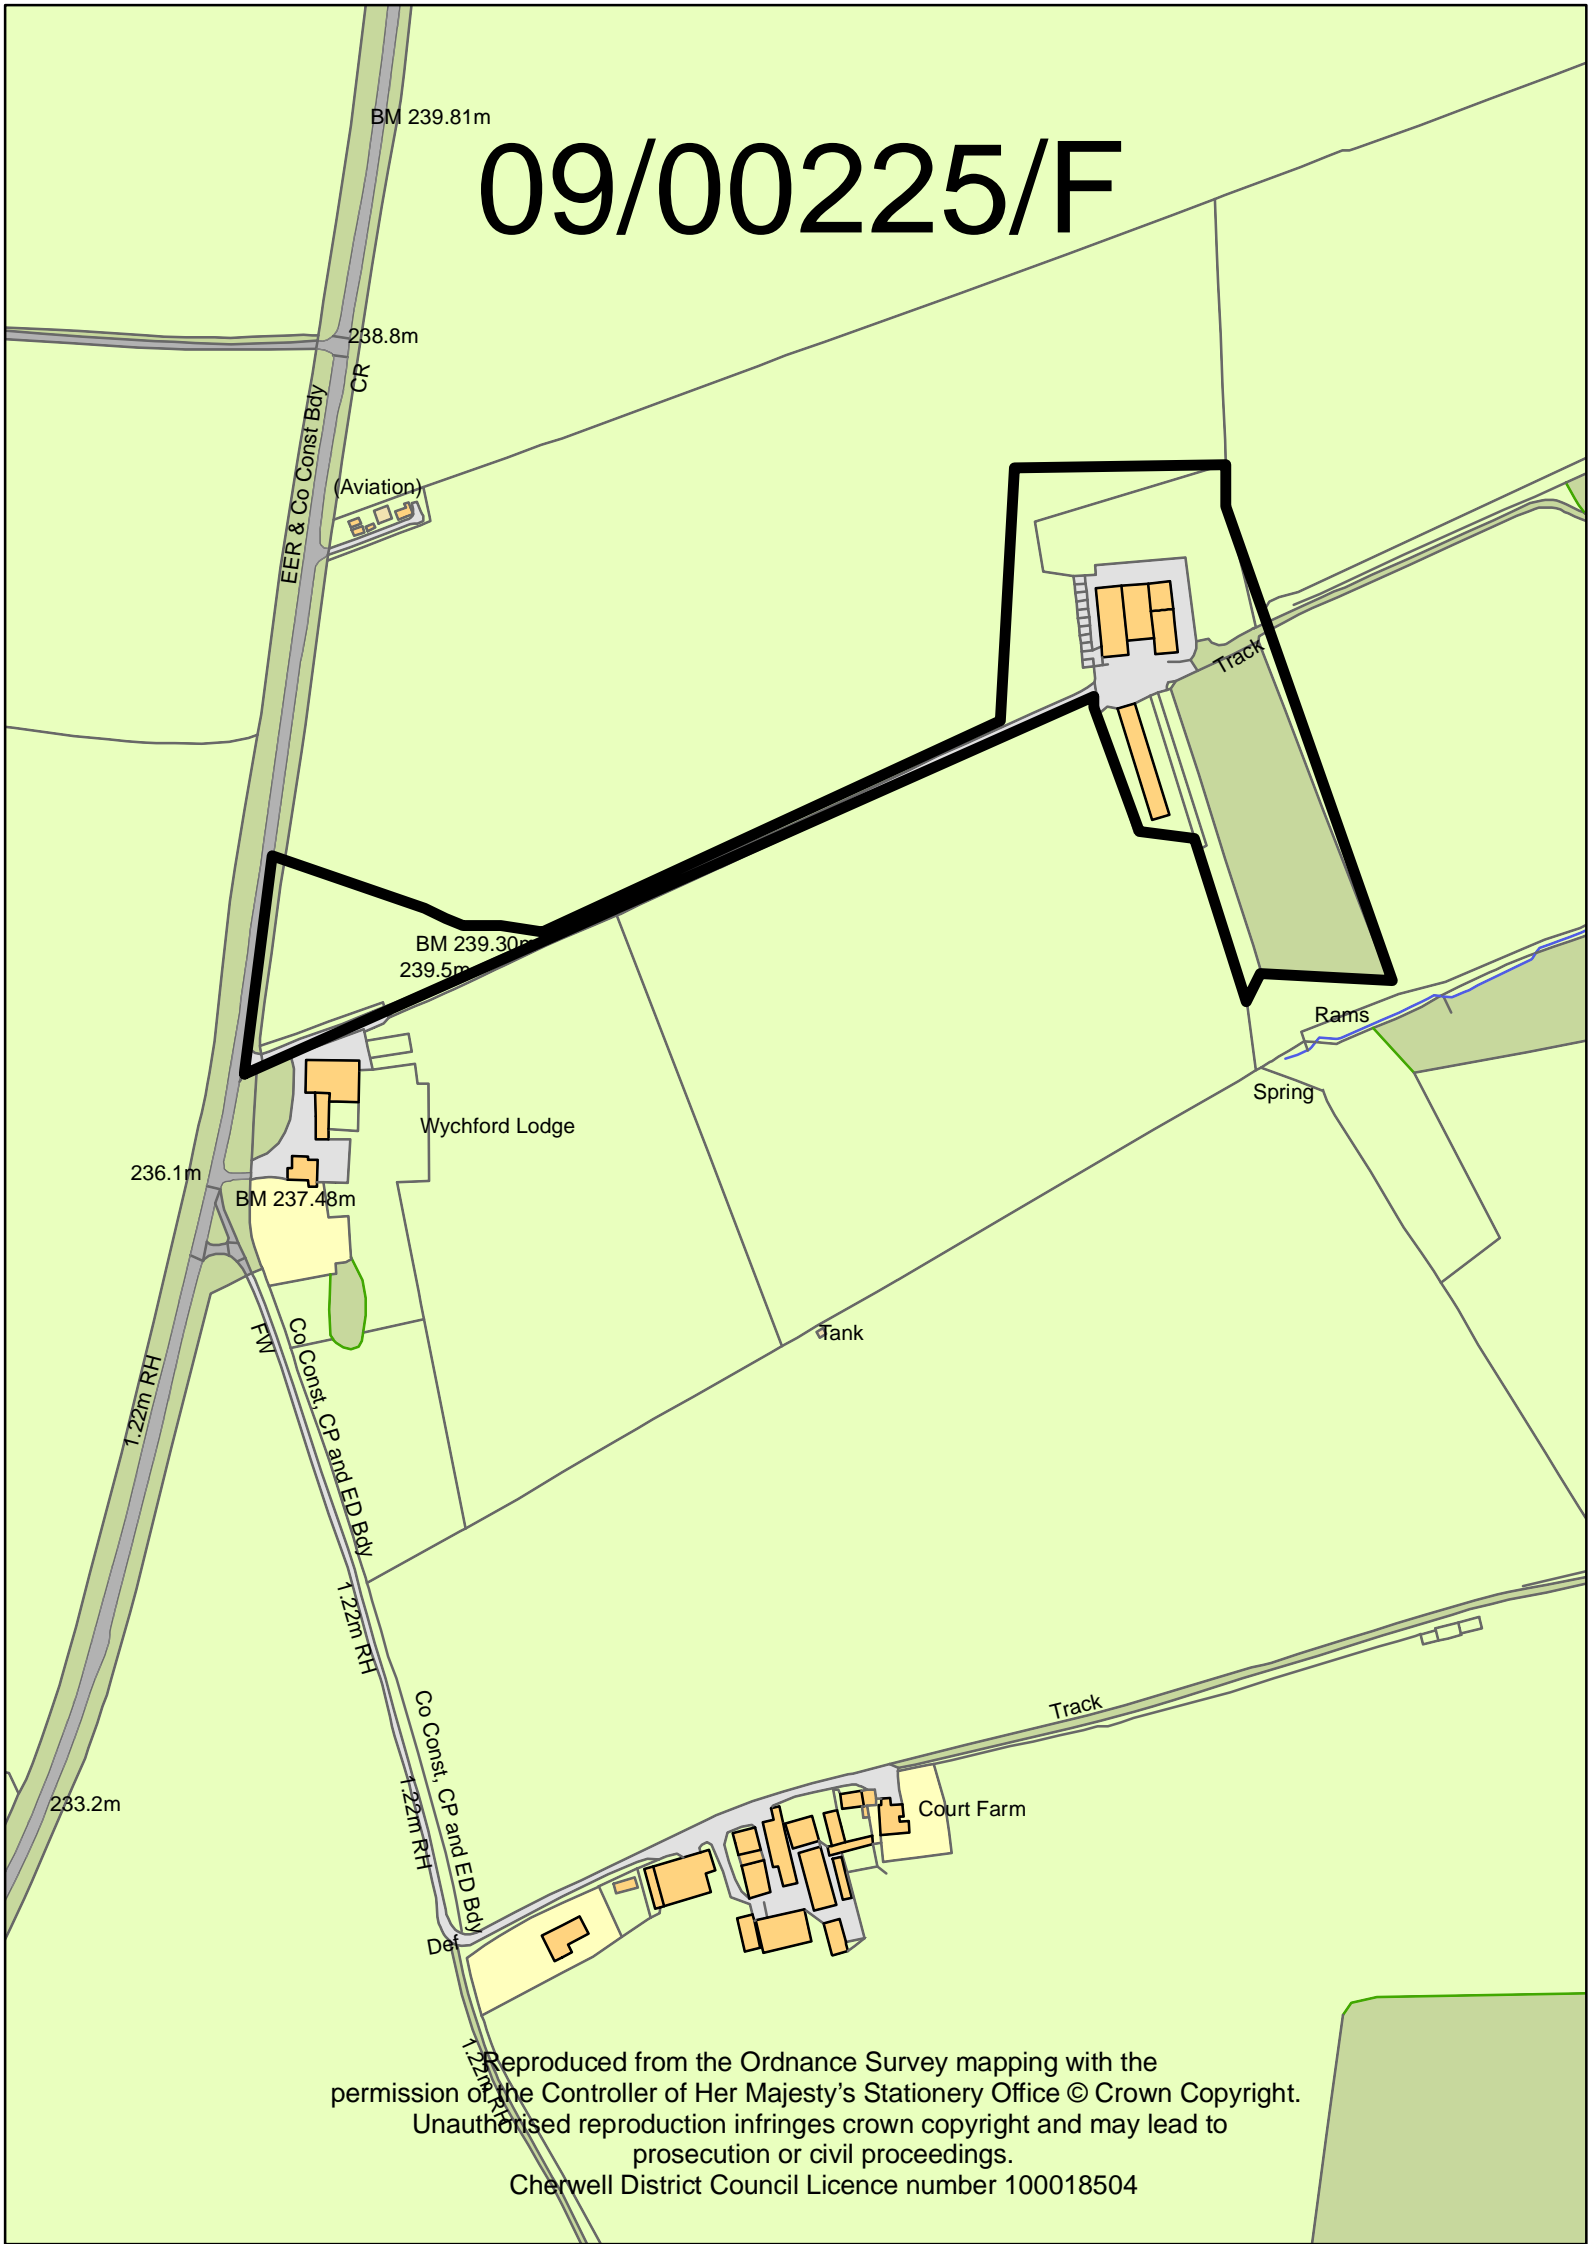 BM 239.81m
09/00225/F
238.8m
CR
EER & Co Const Bdy
(Aviation)
Track
BM 239.30m
239.5m
Rams
Spring
Wychford Lodge
236.1m
BM 237.48m
Tank
FW
Co Const, CP and ED Bdy
1.22m RH
1.22m RH
Co Const, CP and ED Bdy
Track
1.22m RH
233.2m
Court Farm
Def
1.22m RH
Reproduced from the Ordnance Survey mapping with the
permission of the Controller of Her Majesty's Stationery Office © Crown Copyright.
Unauthorised reproduction infringes crown copyright and may lead to
prosecution or civil proceedings.
Cherwell District Council Licence number 100018504